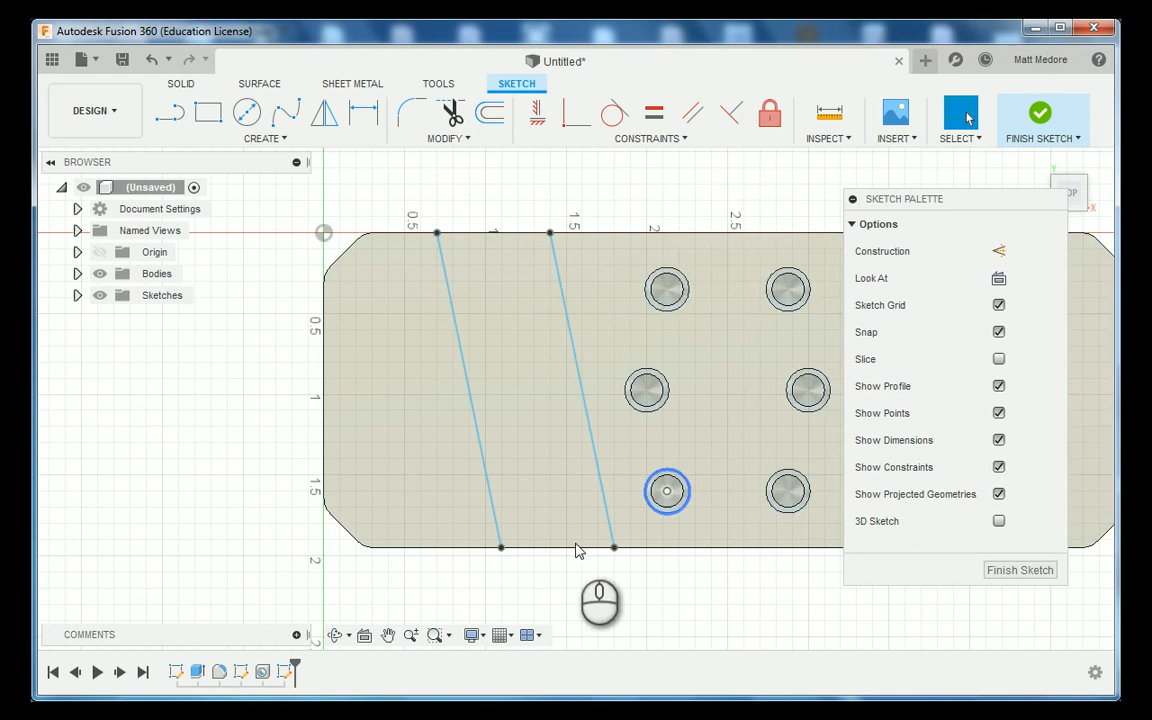 Autodesk Fusion 360 (Education License)
Untitled*
Matt Medore
DESIGN
SOLID SURFACE SHEET METAL TOOLS SKETCH
CREATE MODIFY CONSTRAINTS INSPECT INSERT SELECT FINISH SKETCH
BROWSER
(Unsaved)
Document Settings
Named Views
Origin
Bodies
Sketches
0.5 1 1.5 2 2.5
0.5
1
1.5
2
X
SKETCH PALETTE
Options
Construction
Look At
Sketch Grid
Snap
Slice
Show Profile
Show Points
Show Dimensions
Show Constraints
Show Projected Geometries
3D Sketch
Finish Sketch
COMMENTS